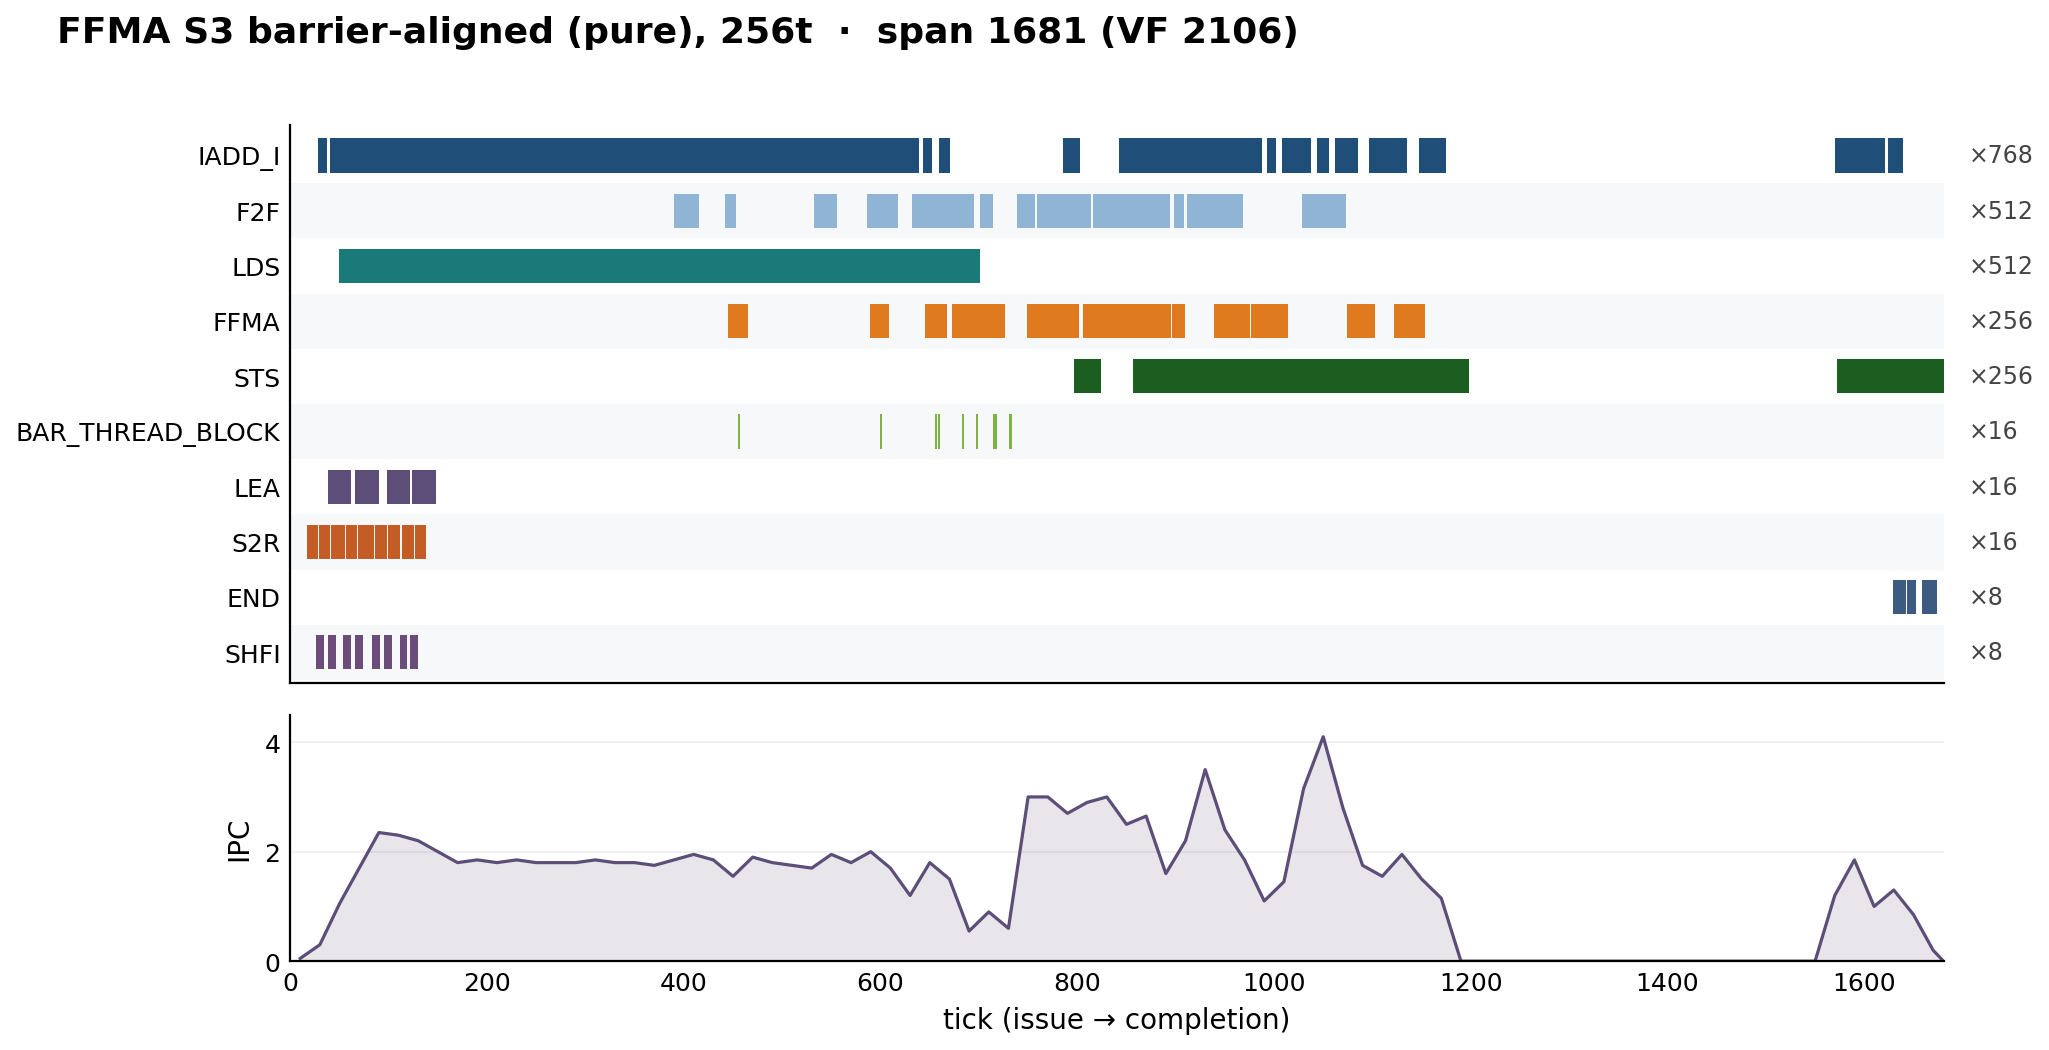 FFMA S3 barrier-aligned (pure), 256t · span 1681 (VF 2106)
IADD_I ×768
F2F ×512
LDS ×512
FFMA ×256
STS ×256
BAR_THREAD_BLOCK ×16
LEA ×16
S2R ×16
END ×8
SHFI ×8
4
2
0
IPC
0 200 400 600 800 1000 1200 1400 1600
tick (issue → completion)